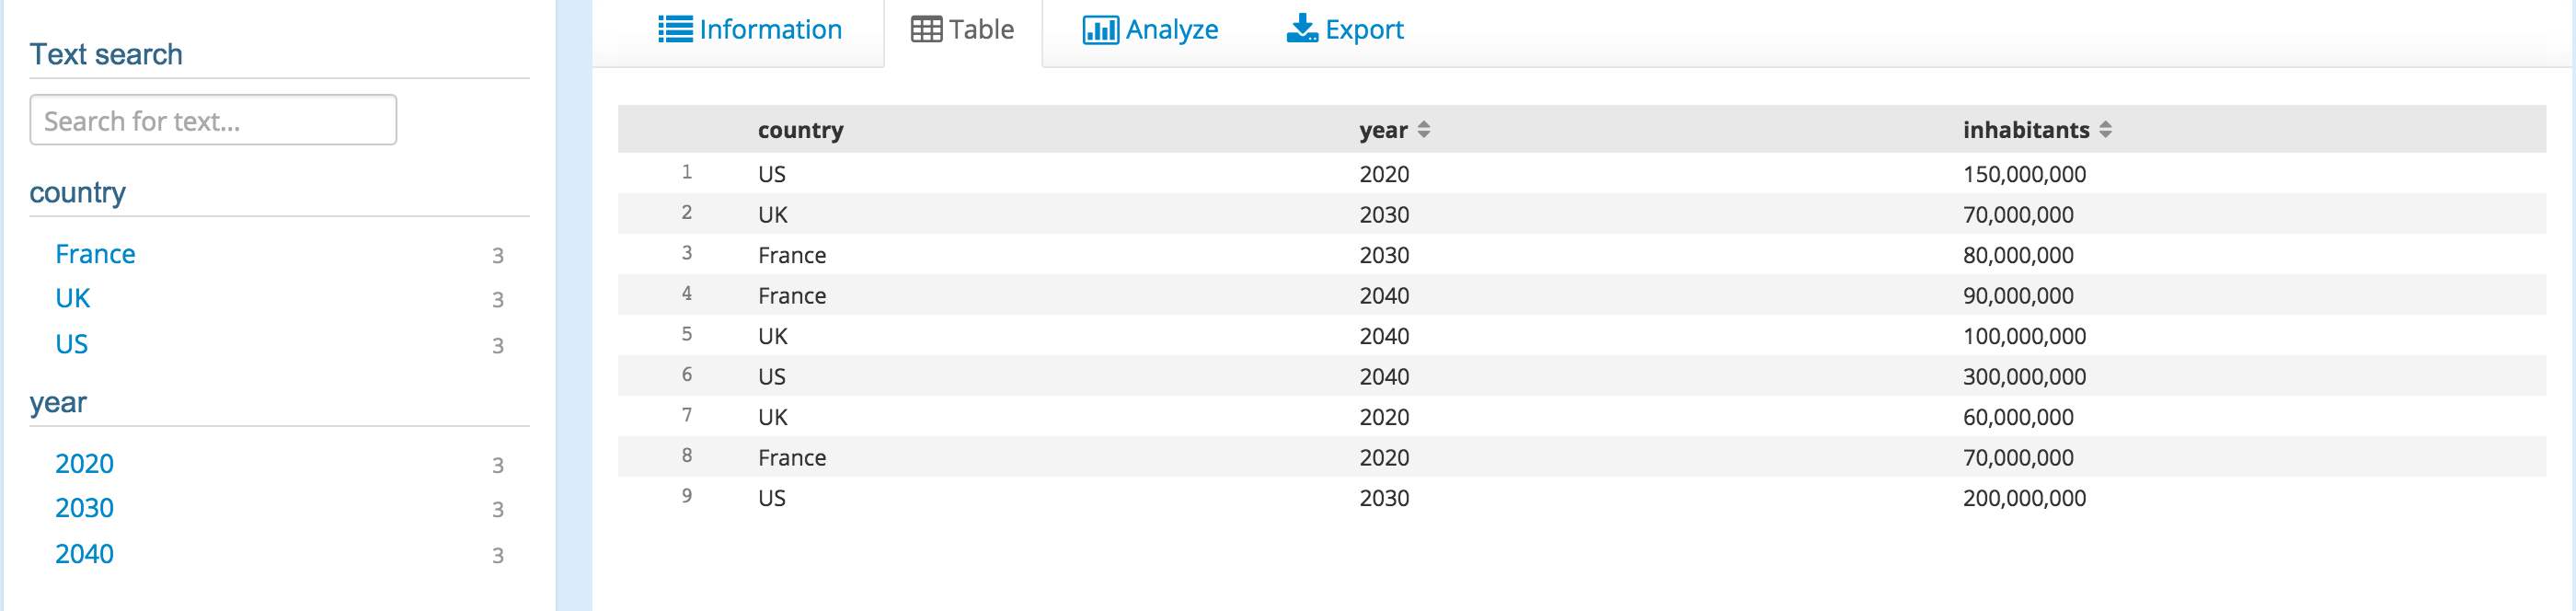 Text search
Search for text...
country
France 3
UK 3
US 3
year
2020 3
2030 3
2040 3
Information Table Analyze Export
country year inhabitants
1 US 2020 150,000,000
2 UK 2030 70,000,000
3 France 2030 80,000,000
4 France 2040 90,000,000
5 UK 2040 100,000,000
6 US 2040 300,000,000
7 UK 2020 60,000,000
8 France 2020 70,000,000
9 US 2030 200,000,000